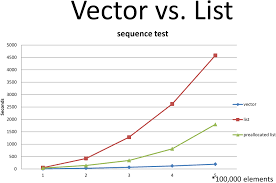 Vector vs. List
sequence test
5000
4500
4000
3500
3000
2500
2000
1500
1000
500
0
Seconds
1 2 3 4 5
vector
list
preallocated list
*100,000 elements